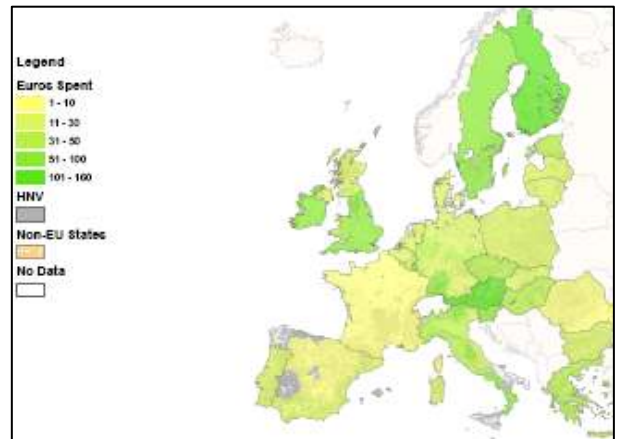 Legend
Euros Spent
1 - 10
11 - 30
31 - 50
51 - 100
101 - 160
HNV
Non-EU States
No Data